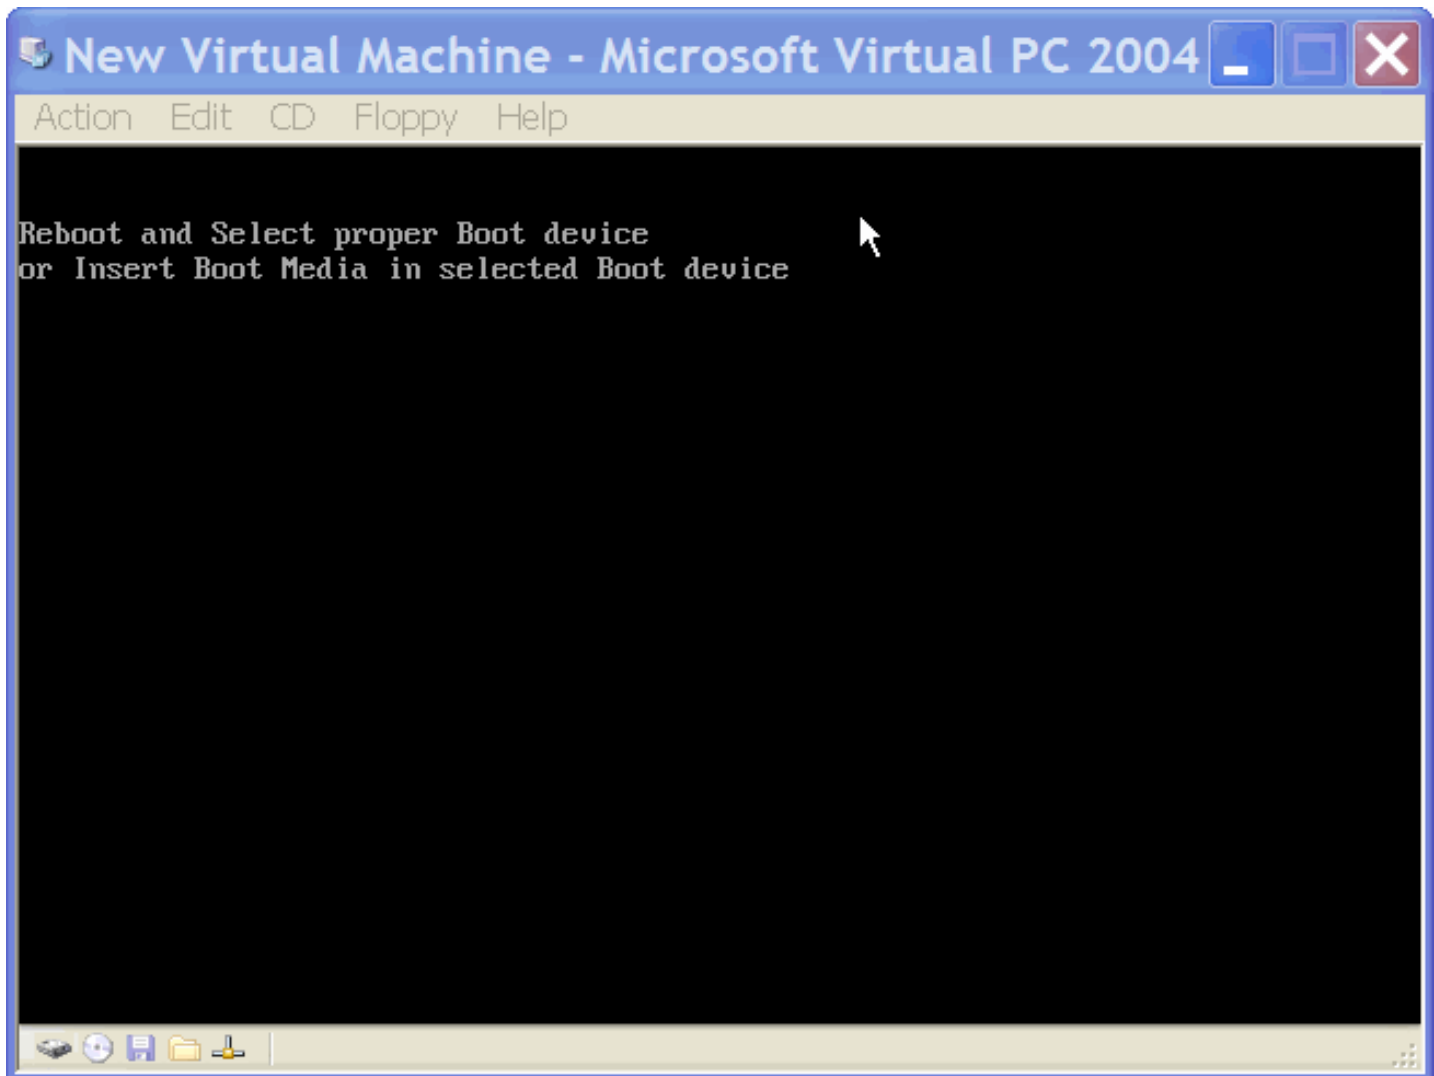 New Virtual Machine - Microsoft Virtual PC 2004
Action Edit CD Floppy Help
Reboot and Select proper Boot device
or Insert Boot Media in selected Boot device